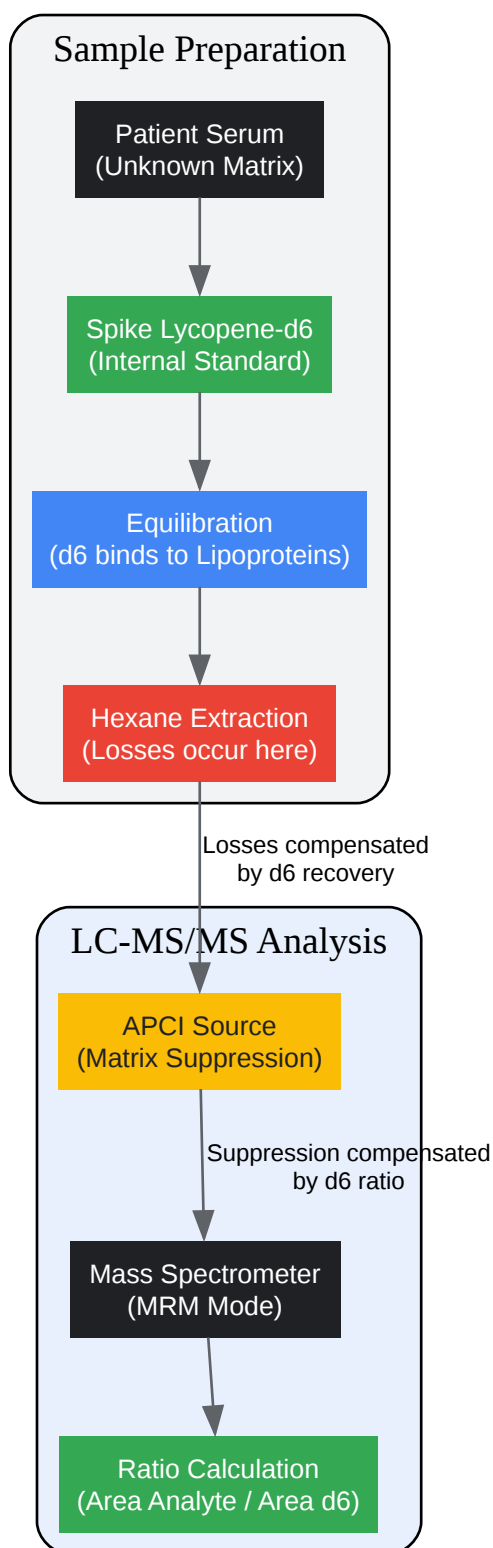 Sample Preparation
Patient Serum
(Unknown Matrix)
Spike Lycopene-d6
(Internal Standard)
Equilibration
(d6 binds to Lipoproteins)
Hexane Extraction
(Losses occur here)
Losses compensated
by d6 recovery
LC-MS/MS Analysis
APCI Source
(Matrix Suppression)
Suppression compensated
by d6 ratio
Mass Spectrometer
(MRM Mode)
Ratio Calculation
(Area Analyte / Area d6)